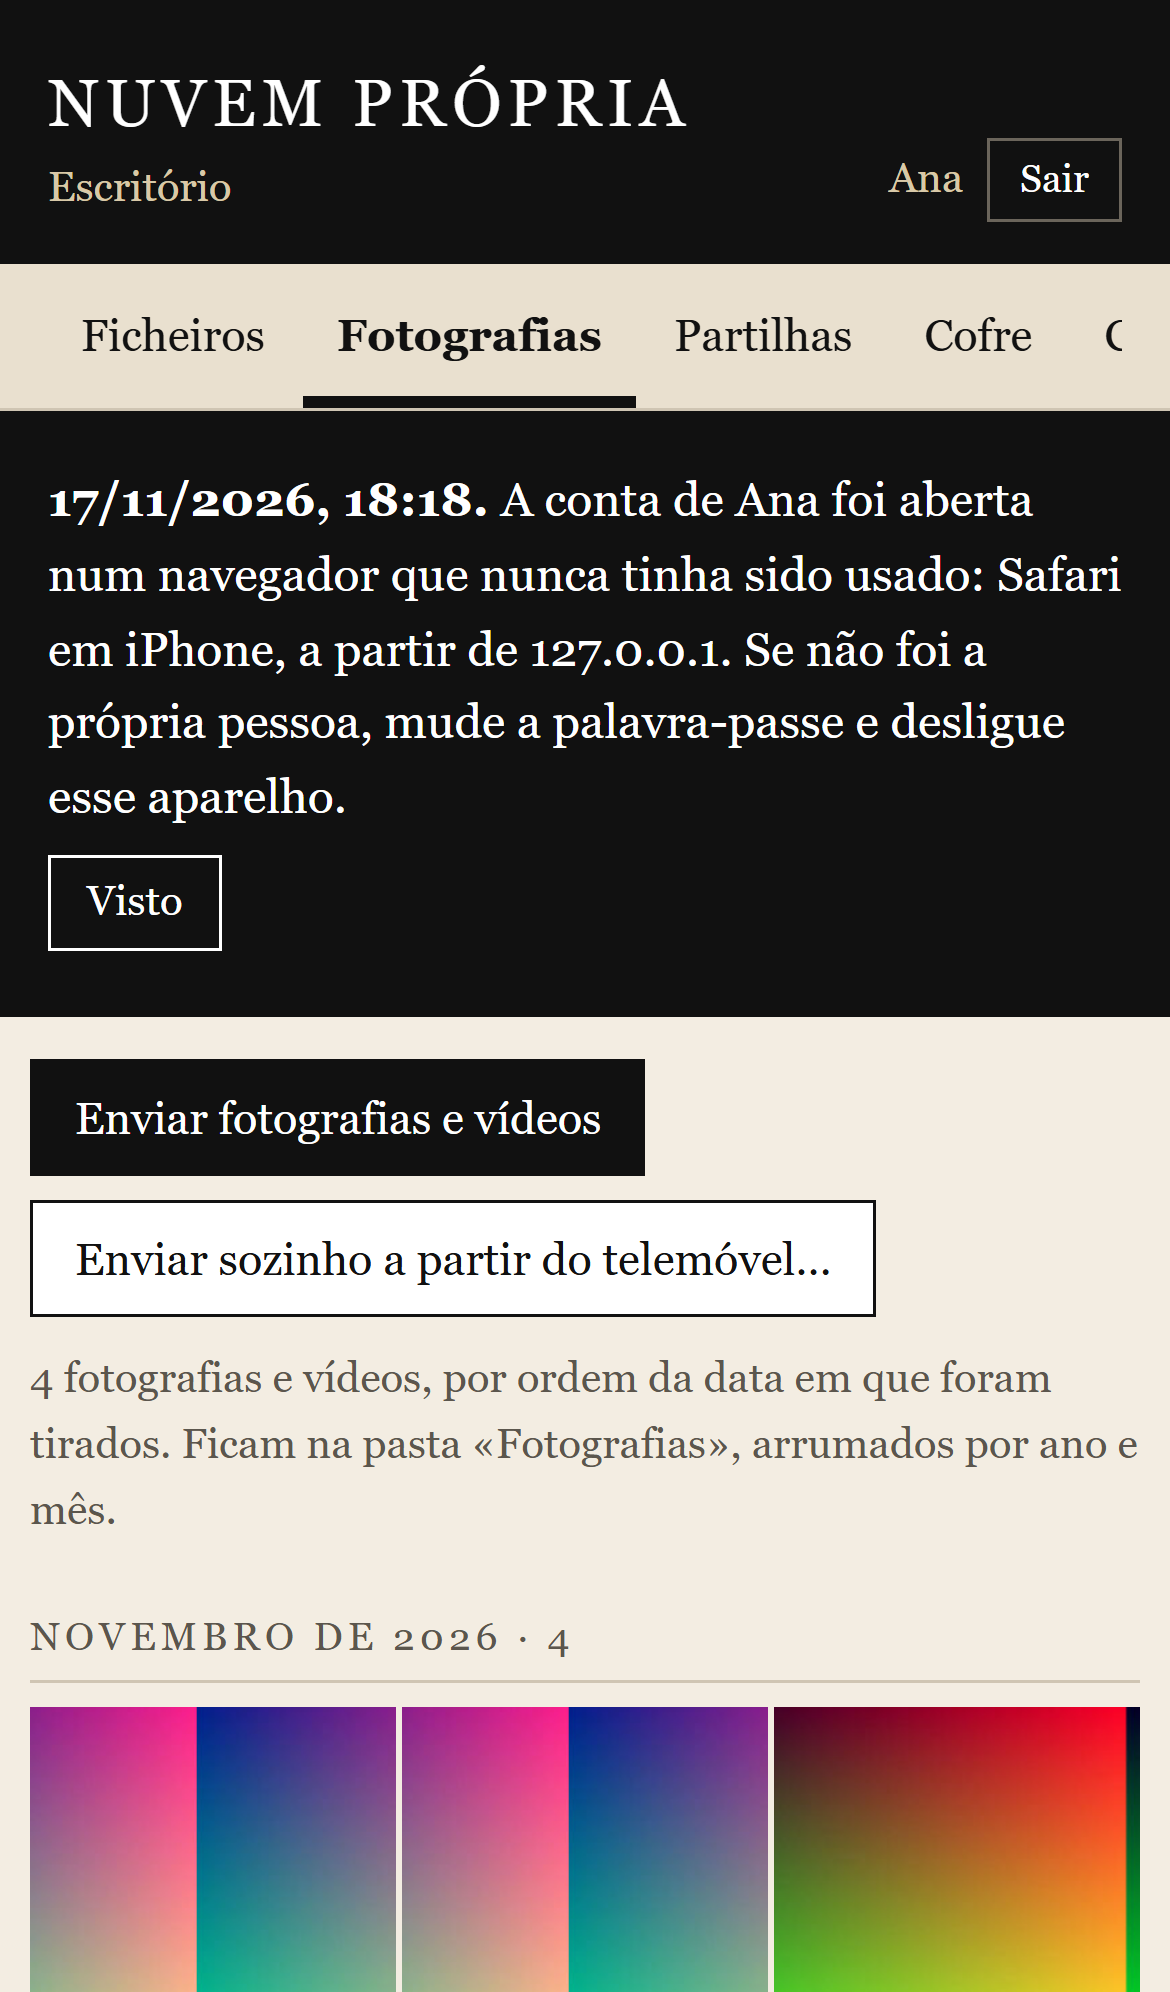 NUVEM PRÓPRIA
Escritório
Ana
Sair
Ficheiros
Fotografias
Partilhas
Cofre
17/11/2026, 18:18. A conta de Ana foi aberta
num navegador que nunca tinha sido usado: Safari
em iPhone, a partir de 127.0.0.1. Se não foi a
própria pessoa, mude a palavra-passe e desligue
esse aparelho.
Visto
Enviar fotografias e vídeos
Enviar sozinho a partir do telemóvel...
4 fotografias e vídeos, por ordem da data em que foram
tirados. Ficam na pasta «Fotografias», arrumados por ano e
mês.
NOVEMBRO DE 2026 · 4